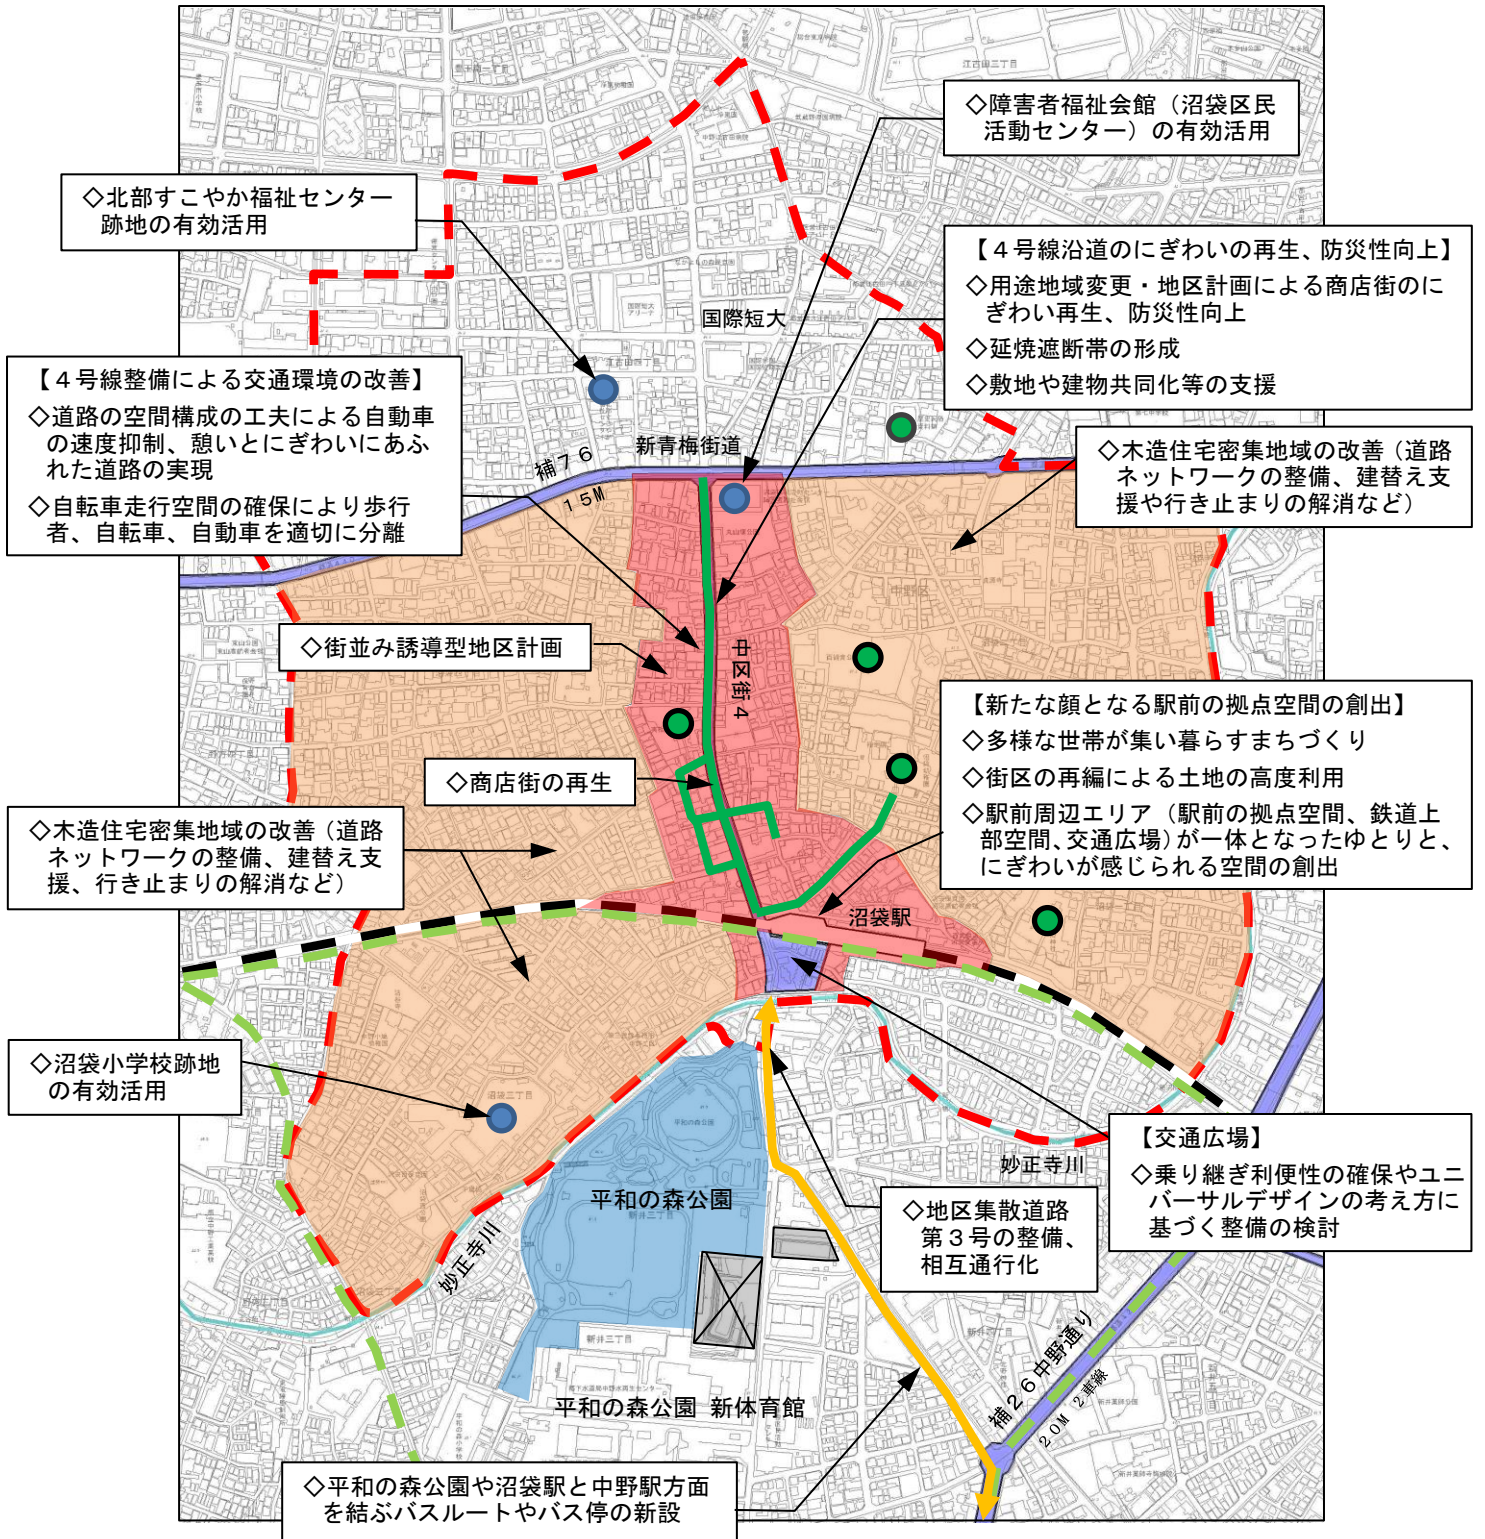 ◇障害者福祉会館（沼袋区民
活動センター）の有効活用
◇北部すこやか福祉センター
跡地の有効活用
【４号線沿道のにぎわいの再生、防災性向上】
◇用途地域変更・地区計画による商店街のに
ぎわい再生、防災性向上
◇延焼遮断帯の形成
◇敷地や建物共同化等の支援
国際短大
【４号線整備による交通環境の改善】
◇道路の空間構成の工夫による自動車
の速度抑制、憩いとにぎわいにあふ
れた道路の実現
◇自転車走行空間の確保により歩行
者、自転車、自動車を適切に分離
新青梅街道
補７６
１５Ｍ
◇木造住宅密集地域の改善（道路
ネットワークの整備、建替え支
援や行き止まりの解消など）
◇街並み誘導型地区計画
中区街４
【新たな顔となる駅前の拠点空間の創出】
◇多様な世帯が集い暮らすまちづくり
◇街区の再編による土地の高度利用
◇駅前周辺エリア（駅前の拠点空間、鉄道上
部空間、交通広場）が一体となったゆとりと、
にぎわいが感じられる空間の創出
◇商店街の再生
◇木造住宅密集地域の改善（道路
ネットワークの整備、建替え支
援、行き止まりの解消など）
沼袋駅
◇沼袋小学校跡地
の有効活用
【交通広場】
◇乗り継ぎ利便性の確保やユニ
バーサルデザインの考え方に
基づく整備の検討
妙正寺川
平和の森公園
◇地区集散道路
第３号の整備、
相互通行化
妙正寺川
補２６中野通り
２０Ｍ ２車線
平和の森公園 新体育館
◇平和の森公園や沼袋駅と中野駅方面
を結ぶバスルートやバス停の新設
江古田三丁目
江古田四丁目
中野区
沼袋三丁目
新井三丁目